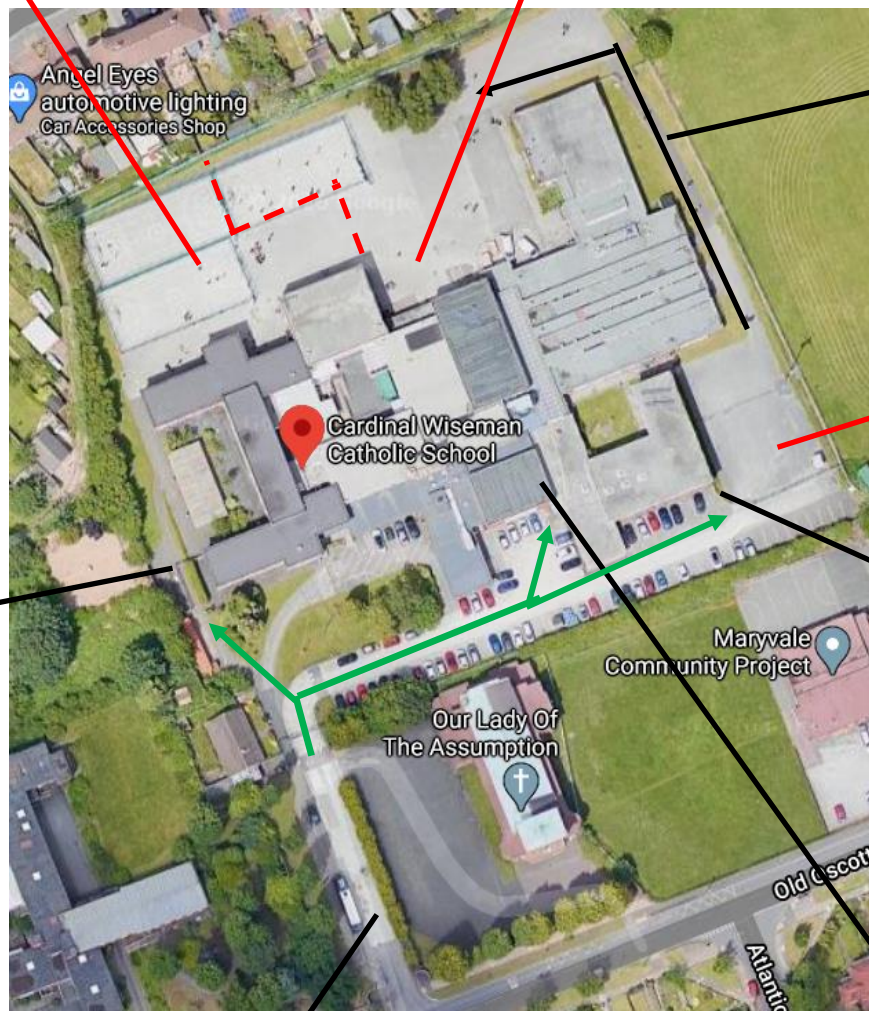 Angel Eyes
automotive lighting
Car Accessories Shop
Cardinal Wiseman
Catholic School
Maryvale
Community Project
Our Lady Of
The Assumption
Old Oscott
Atlantic